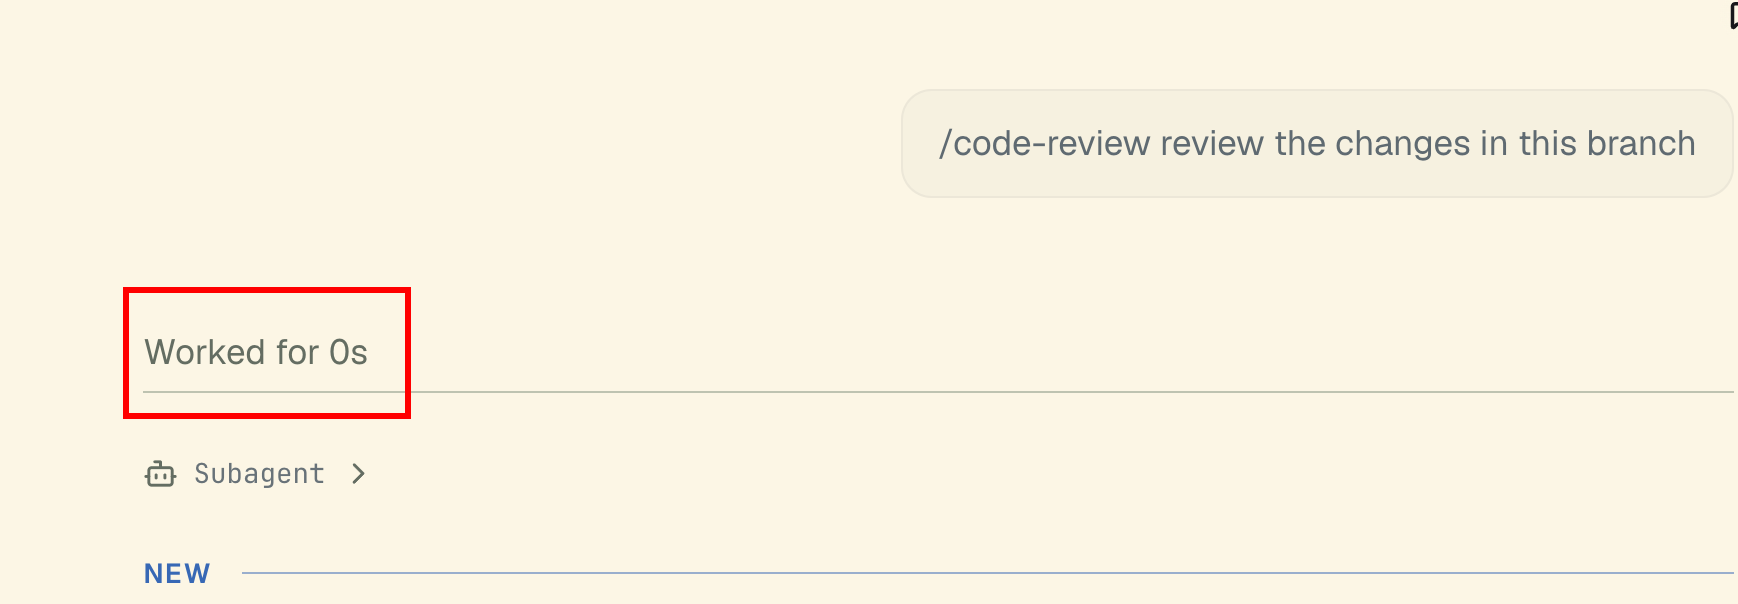 /code-review review the changes in this branch
Worked for 0s
Subagent
NEW